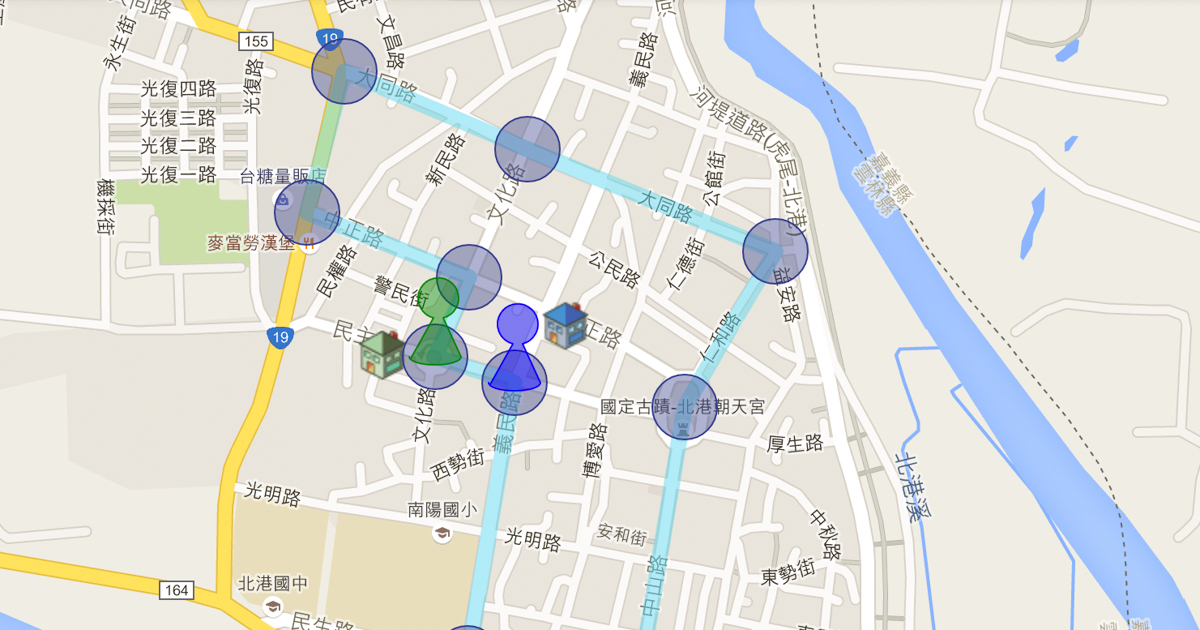 大同路
民
155
19
永生街
文昌路
路
河
光復四路
光復路
義民路
大同路
河堤道路(虎尾-北港)
光復三路
光復二路
新民路
公館街
嘉義縣
雲林縣
光復一路
台糖量販店
機採街
文化路
大同路
中正路
麥當勞漢堡
公民路
仁德街
民權路
警民街
益安路
19
民主
正路
仁和路
國定古蹟-北港朝天宮
文化路
義民路
博愛路
厚生路
西勢街
北港溪
光明路
南陽國小
中秋路
光明路
安和街
東勢街
中山路
164
北港國中
民生路